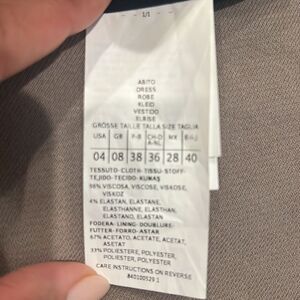 1/1
ABITO
DRESS
ROBE
KLEID
VESTIDO
ELBISE
GRÖSSE TAILLE TALLA SIZE TAGLIA
USA GB F-B CH-D A-NL MX E-I-J
04 08 38 36 28 40
TESSUTO-CLOTH-TISSU-STOFF-
TEJIDO-TECIDO-KUMAŞ
96% VISCOSA, VISCOSE, VISKOSE,
VISKOZ
4% ELASTAN, ELASTANE,
ELASTHANNE, ELASTHAN,
ELASTANO, ELASTAN
FODERA-LINING-DOUBLURE-
FUTTER-FORRO-ASTAR
67% ACETATO, ACETATE, ACETAT,
ASETAT
33% POLIESTERE, POLYESTER,
POLIESTER, POLYESTER
CARE INSTRUCTIONS ON REVERSE
840100529 1